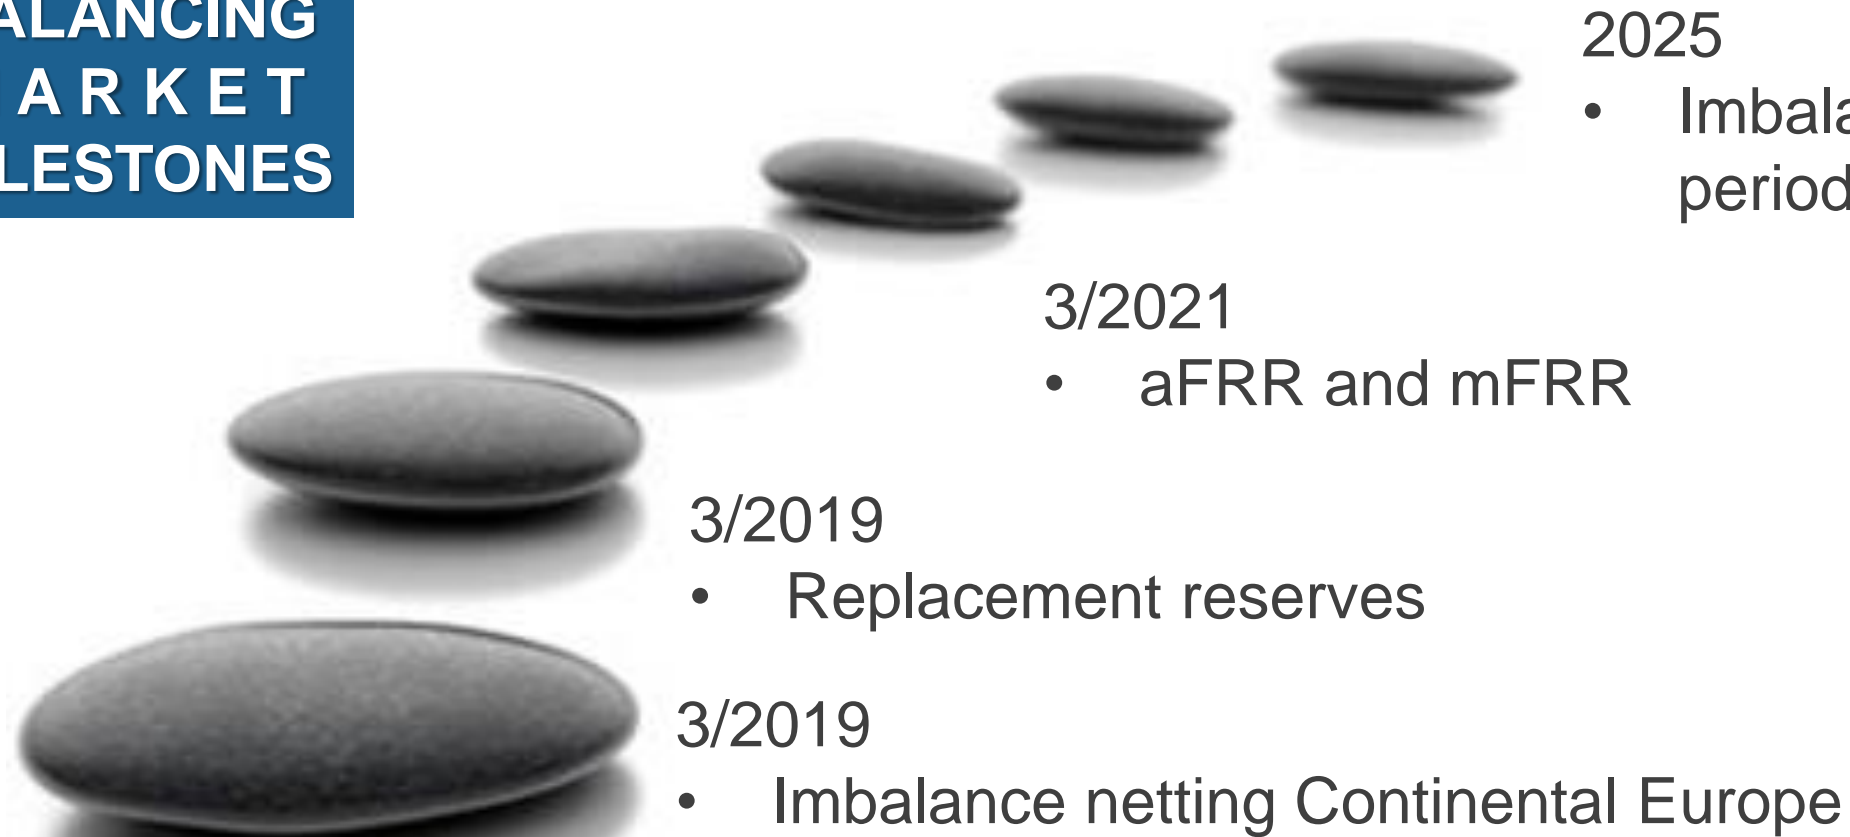 ALANCING
A R K E T
LESTONES
2025
• Imbala
period
3/2021
• aFRR and mFRR
3/2019
• Replacement reserves
3/2019
• Imbalance netting Continental Europe